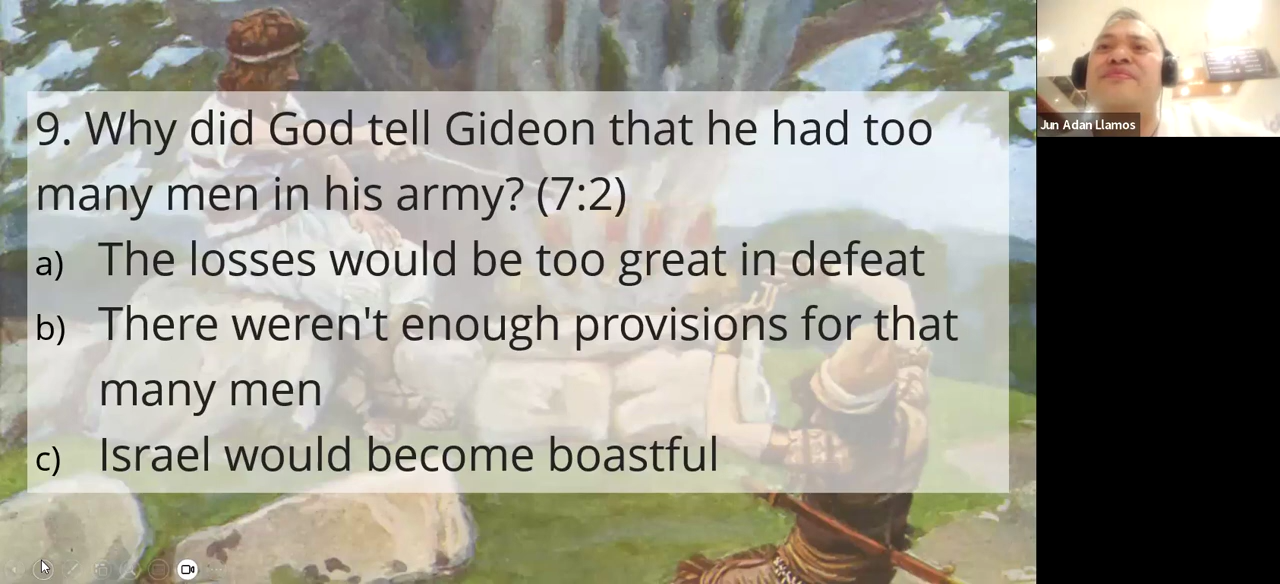 9. Why did God tell Gideon that he had too
many men in his army? (7:2)
a) The losses would be too great in defeat
b) There weren't enough provisions for that
many men
c) Israel would become boastful
Jun Adan Llamos